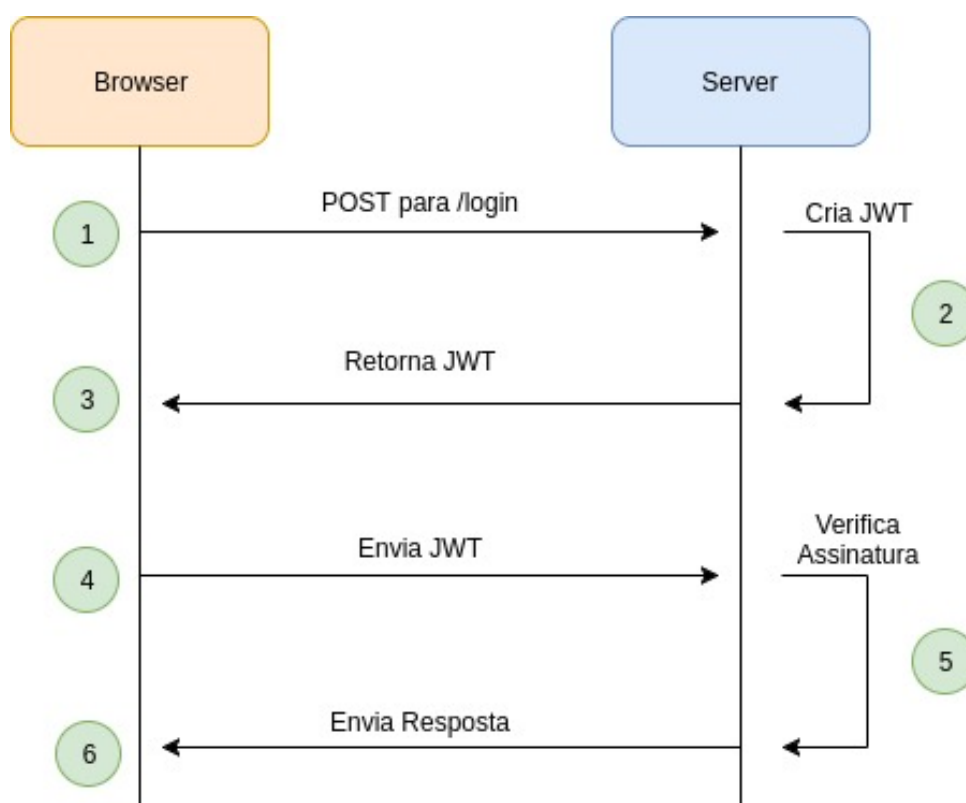 Browser
Server
POST para /login
1
Cria JWT
2
Retorna JWT
3
Envia JWT
4
Verifica
Assinatura
5
Envia Resposta
6